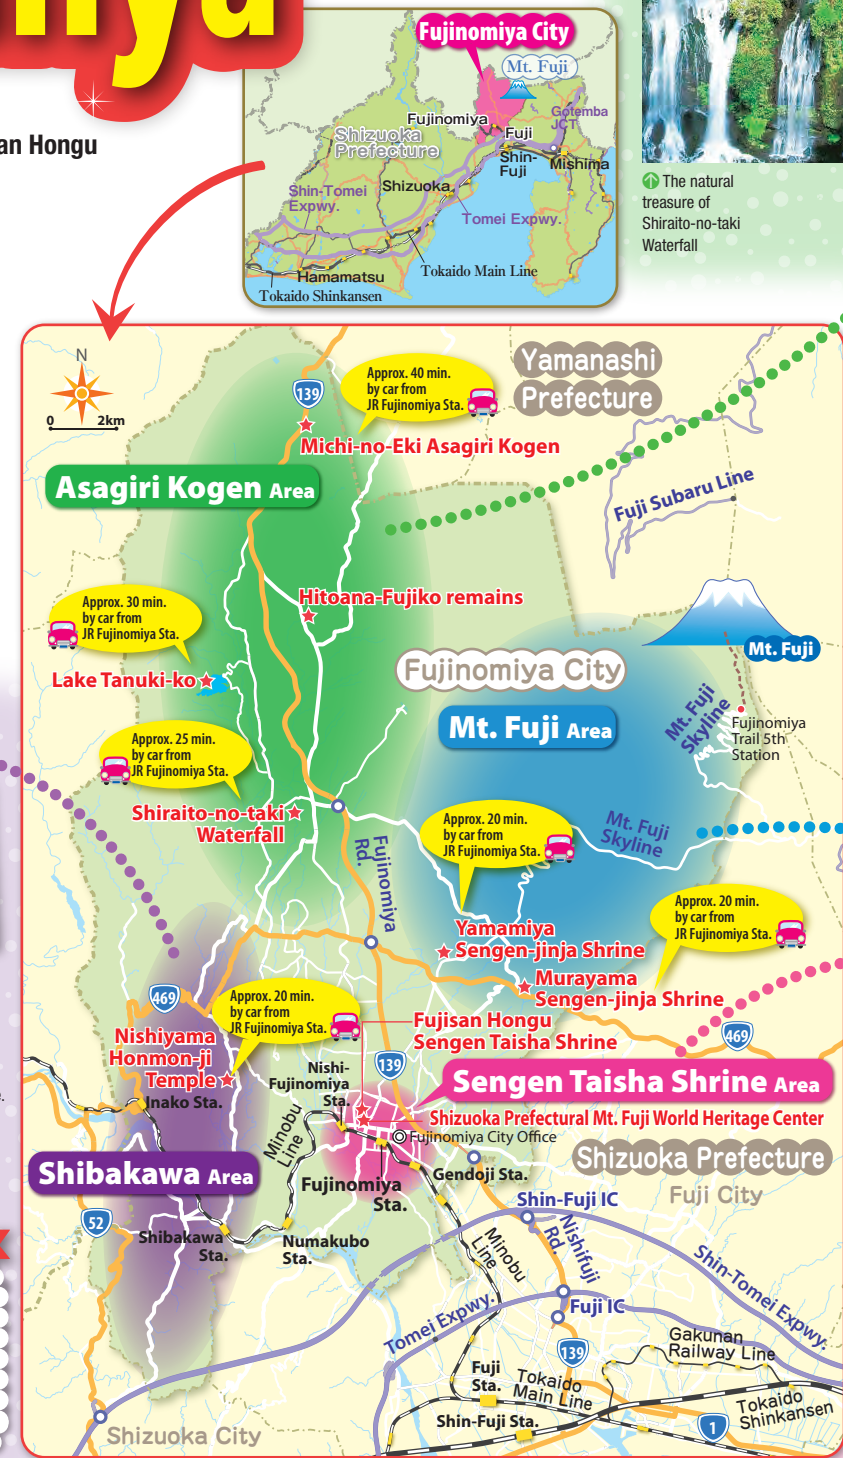 an Hongu
Fujinomiya City
Mt. Fuji
Fujinomiya
Gotemba
JCT
Shizuoka
Prefecture
Fuji
Shin-
Fuji
Mishima
Shin-Tomei
Expwy.
Shizuoka
Tomei Expwy.
Tokaido Main Line
Hamamatsu
Tokaido Shinkansen
The natural
treasure of
Shiraito-no-taki
Waterfall
N
0 2km
139
Approx. 40 min.
by car from
JR Fujinomiya Sta.
Yamanashi
Prefecture
Michi-no-Eki Asagiri Kogen
Asagiri Kogen Area
Fuji Subaru Line
Approx. 30 min.
by car from
JR Fujinomiya Sta.
Hitoana-Fujiko remains
Mt. Fuji
Lake Tanuki-ko
Fujinomiya City
Mt. Fuji Area
Mt. Fuji
Skyline
Fujinomiya
Trail 5th
Station
Approx. 25 min.
by car from
JR Fujinomiya Sta.
Shiraito-no-taki
Waterfall
Fujinomiya
Rd.
Approx. 20 min.
by car from
JR Fujinomiya Sta.
Mt. Fuji
Skyline
Approx. 20 min.
by car from
JR Fujinomiya Sta.
Yamamiya
Sengen-jinja Shrine
Murayama
Sengen-jinja Shrine
469
Approx. 20 min.
by car from
JR Fujinomiya Sta.
Fujisan Hongu
Sengen Taisha Shrine
469
Nishiyama
Honmon-ji
Temple
Inako Sta.
Nishi-
Fujinomiya
Sta.
139
Sengen Taisha Shrine Area
Shizuoka Prefectural Mt. Fuji World Heritage Center
Minobu
Line
Fujinomiya City Office
Shizuoka Prefecture
Shibakawa Area
Fujinomiya
Sta.
Gendoji Sta.
Fuji City
52
Shibakawa
Sta.
Numakubo
Sta.
Shin-Fuji IC
Minobu
Line
Nishifuji
Rd.
Shin-Tomei Expwy.
Tomei Expwy.
Fuji IC
139
Gakunan
Railway Line
Fuji
Sta.
Tokaido
Main Line
Shin-Fuji Sta.
1
Tokaido
Shinkansen
Shizuoka City